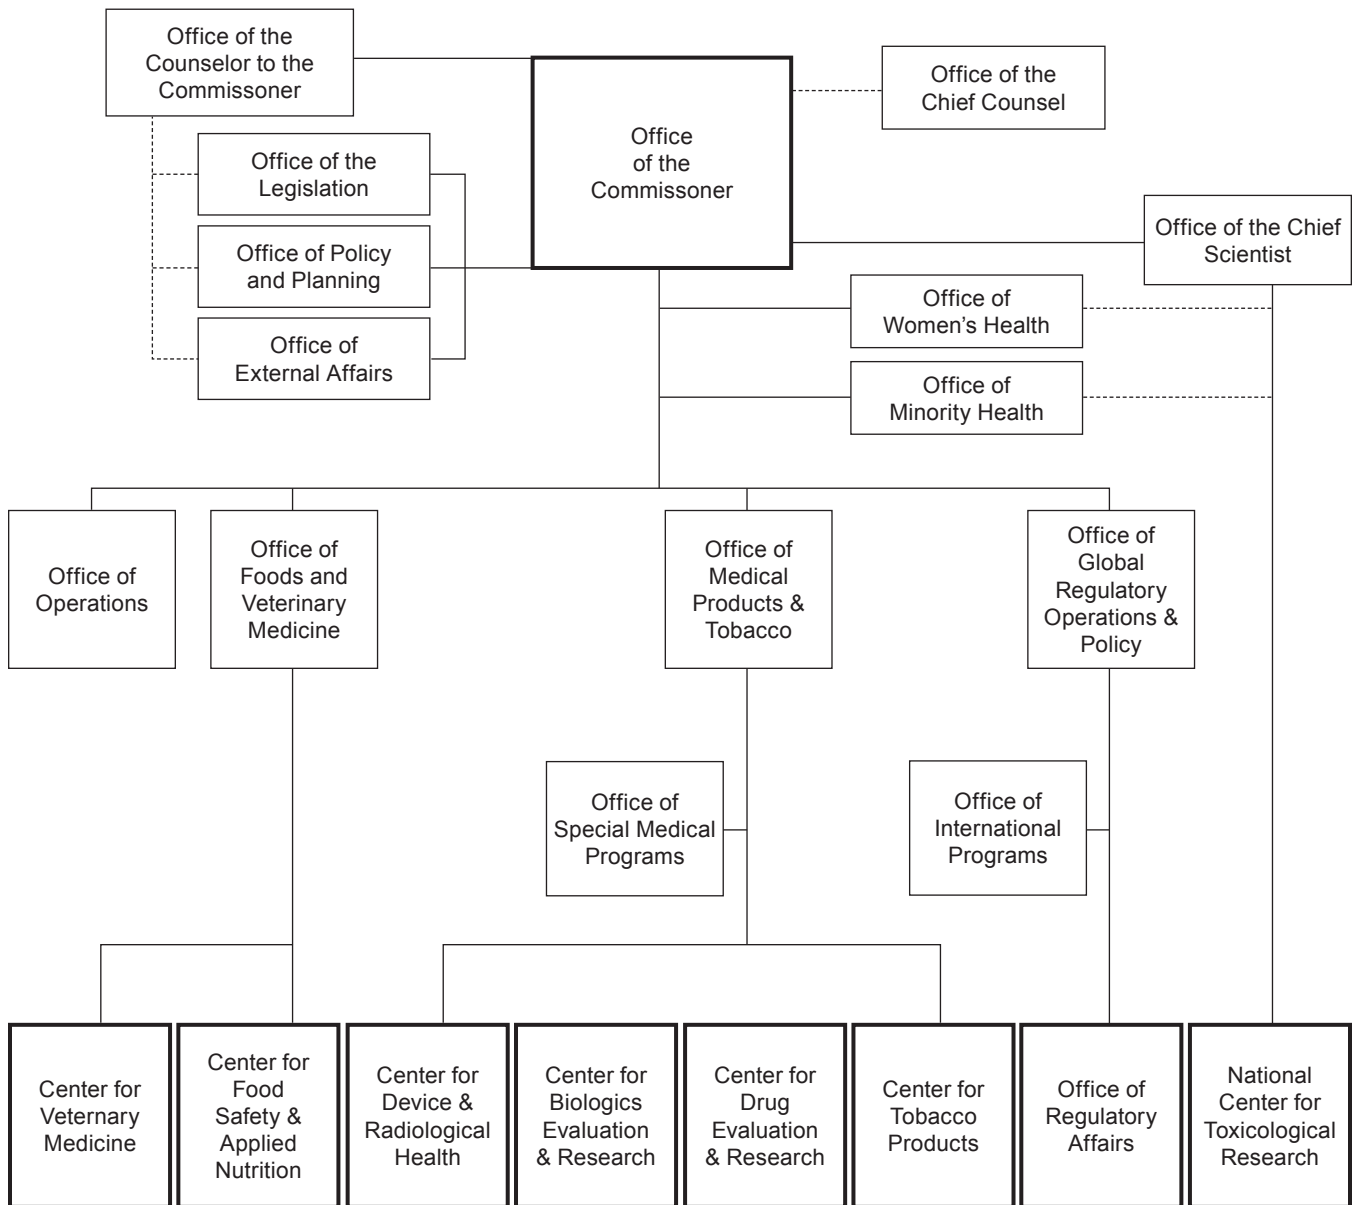 Office of the
Counselor to the
Commissoner
Office
of the
Commissoner
Office of the
Chief Counsel
Office of the
Legislation
Office of Policy
and Planning
Office of
External Affairs
Office of the Chief
Scientist
Office of
Women's Health
Office of
Minority Health
Office of
Operations
Office of
Foods and
Veterinary
Medicine
Office of
Medical
Products &
Tobacco
Office of
Global
Regulatory
Operations &
Policy
Office of
Special Medical
Programs
Office of
International
Programs
Center for
Veternary
Medicine
Center for
Food
Safety &
Applied
Nutrition
Center for
Device &
Radiological
Health
Center for
Biologics
Evaluation
& Research
Center for
Drug
Evaluation
& Research
Center for
Tobacco
Products
Office of
Regulatory
Affairs
National
Center for
Toxicological
Research